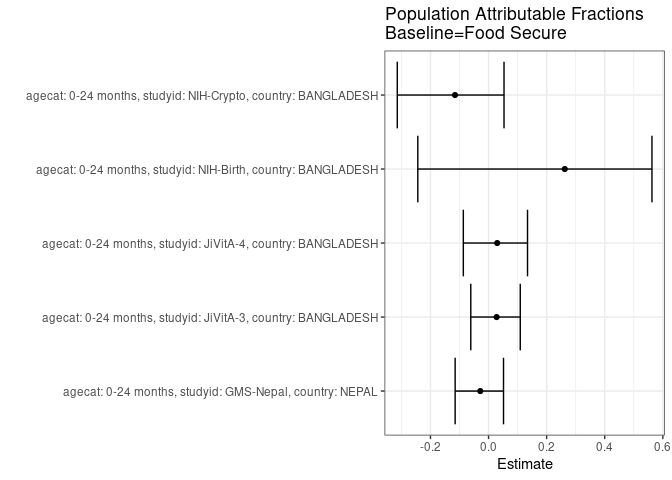 Population Attributable Fractions
Baseline=Food Secure
agecat: 0-24 months, studyid: NIH-Crypto, country: BANGLADESH
agecat: 0-24 months, studyid: NIH-Birth, country: BANGLADESH
agecat: 0-24 months, studyid: JiVitA-4, country: BANGLADESH
agecat: 0-24 months, studyid: JiVitA-3, country: BANGLADESH
agecat: 0-24 months, studyid: GMS-Nepal, country: NEPAL
-0.2 0.0 0.2 0.4 0.6
Estimate